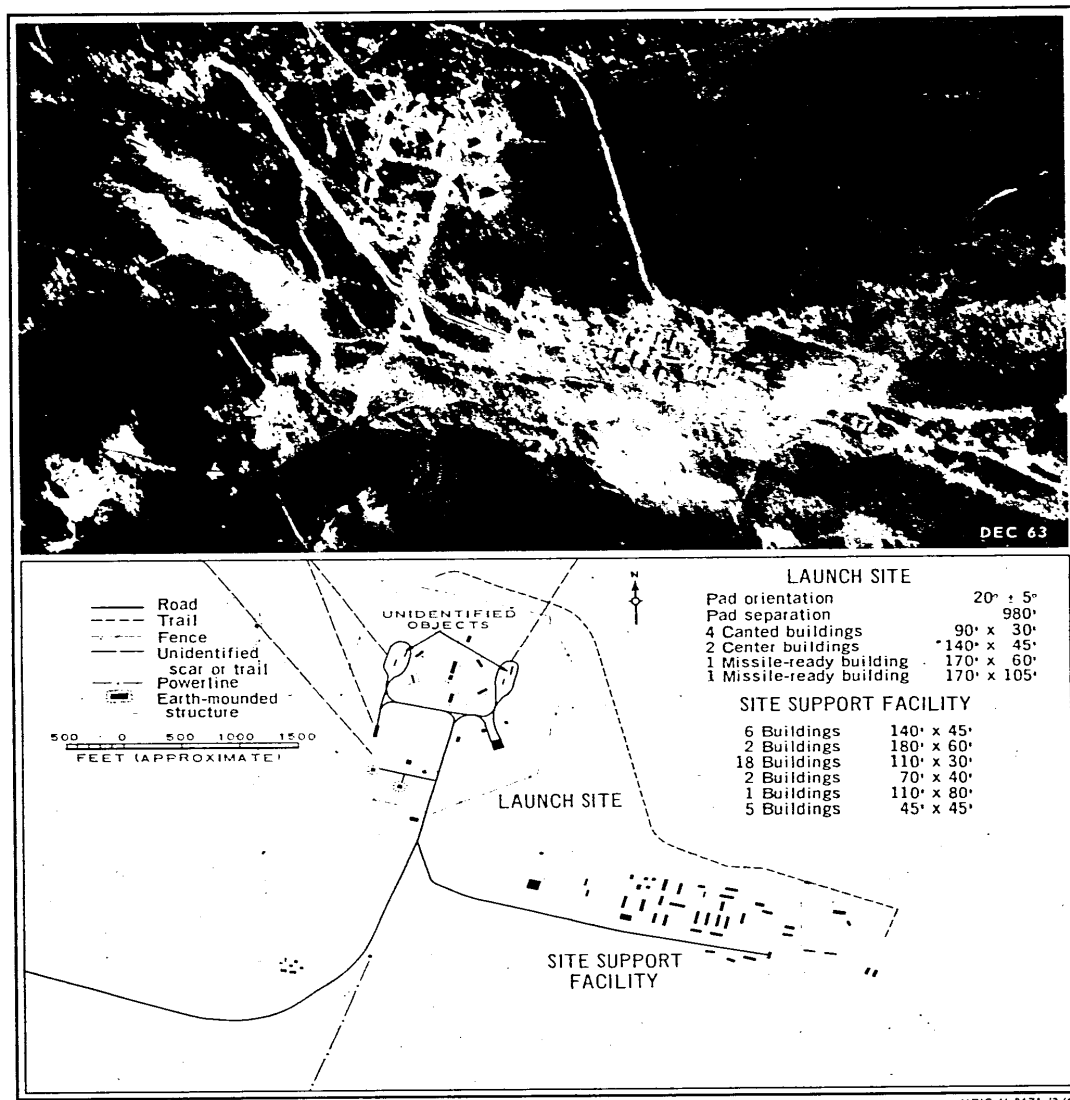 DEC 63
Road
Trail
Fence
Unidentified
scar or trail
Powerline
Earth-mounded
structure
500 0 500 1000 1500
FEET (APPROXIMATE)
N
UNIDENTIFIED
OBJECTS
LAUNCH SITE
SITE SUPPORT
FACILITY
LAUNCH SITE
Pad orientation 20° ± 5°
Pad separation 980'
4 Canted buildings 90' x 30'
2 Center buildings 140' x 45'
1 Missile-ready building 170' x 60'
1 Missile-ready building 170' x 105'
SITE SUPPORT FACILITY
6 Buildings 140' x 45'
2 Buildings 180' x 60'
18 Buildings 110' x 30'
2 Buildings 70' x 40'
1 Buildings 110' x 80'
5 Buildings 45' x 45'